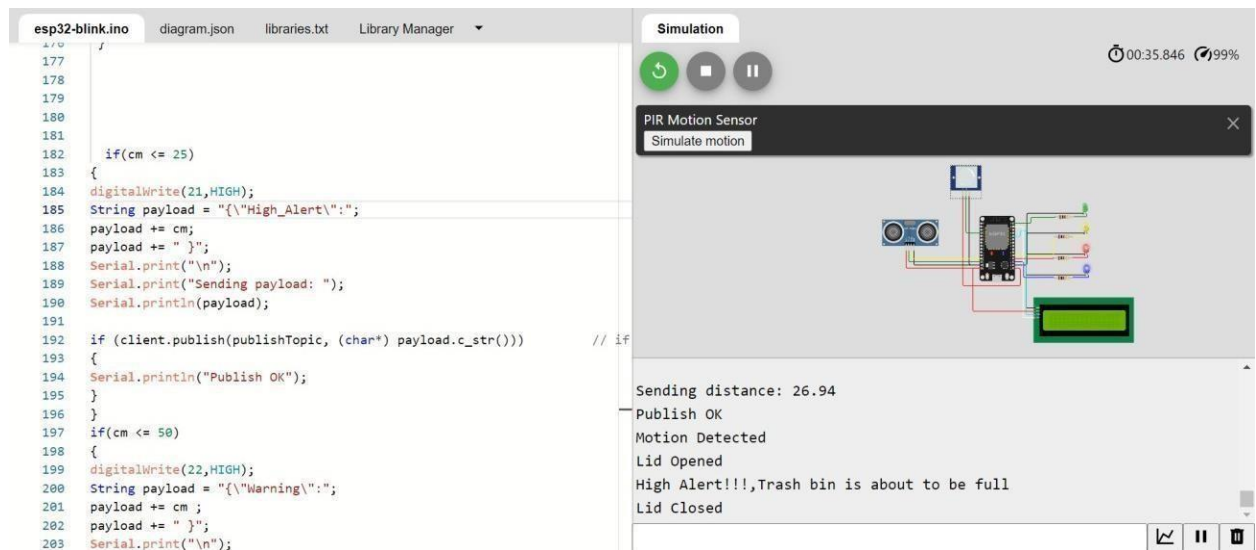 esp32-blink.ino diagram.json libraries.txt Library Manager
176 }
177
178
179
180
181
182 if(cm <= 25)
183 {
184 digitalWrite(21,HIGH);
185 String payload = "{\"High_Alert\":";
186 payload += cm;
187 payload += " }";
188 Serial.print("\n");
189 Serial.print("Sending payload: ");
190 Serial.println(payload);
191
192 if (client.publish(publishTopic, (char*) payload.c_str())) // if
193 {
194 Serial.println("Publish OK");
195 }
196 }
197 if(cm <= 50)
198 {
199 digitalWrite(22,HIGH);
200 String payload = "{\"Warning\":";
201 payload += cm ;
202 payload += " }";
203 Serial.print("\n");
Simulation
00:35.846 99%
PIR Motion Sensor
Simulate motion
Sending distance: 26.94
Publish OK
Motion Detected
Lid Opened
High Alert!!!,Trash bin is about to be full
Lid Closed